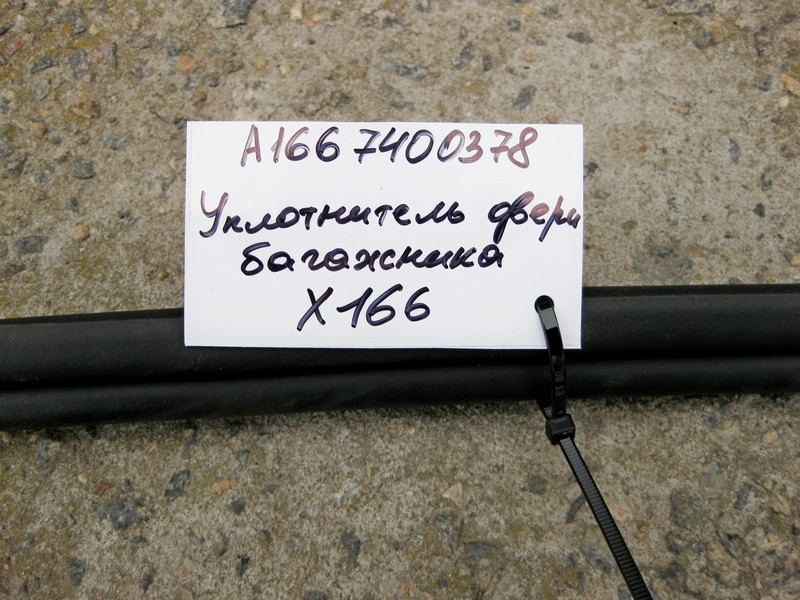 A166 7400378
Уплотнитель двери
багажника
X166